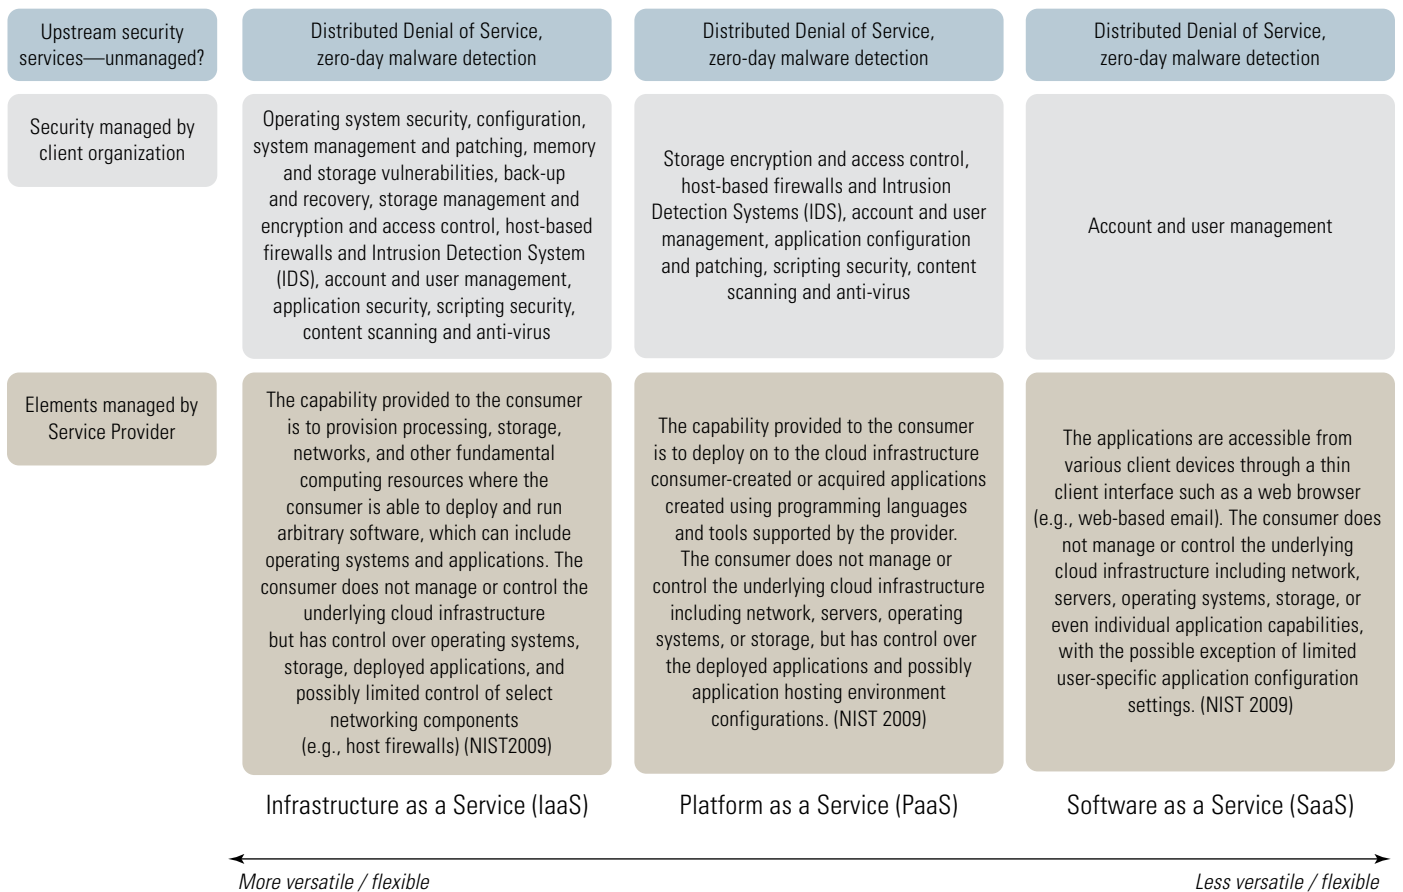 Upstream security
services—unmanaged?
Distributed Denial of Service,
zero-day malware detection
Distributed Denial of Service,
zero-day malware detection
Distributed Denial of Service,
zero-day malware detection
Security managed by
client organization
Operating system security, configuration,
system management and patching, memory
and storage vulnerabilities, back-up
and recovery, storage management and
encryption and access control, host-based
firewalls and Intrusion Detection System
(IDS), account and user management,
application security, scripting security,
content scanning and anti-virus
Storage encryption and access control,
host-based firewalls and Intrusion
Detection Systems (IDS), account and user
management, application configuration
and patching, scripting security, content
scanning and anti-virus
Account and user management
Elements managed by
Service Provider
The capability provided to the consumer
is to provision processing, storage,
networks, and other fundamental
computing resources where the
consumer is able to deploy and run
arbitrary software, which can include
operating systems and applications. The
consumer does not manage or control the
underlying cloud infrastructure
but has control over operating systems,
storage, deployed applications, and
possibly limited control of select
networking components
(e.g., host firewalls) (NIST2009)
The capability provided to the consumer
is to deploy on to the cloud infrastructure
consumer-created or acquired applications
created using programming languages
and tools supported by the provider.
The consumer does not manage or
control the underlying cloud infrastructure
including network, servers, operating
systems, or storage, but has control over
the deployed applications and possibly
application hosting environment
configurations. (NIST 2009)
The applications are accessible from
various client devices through a thin
client interface such as a web browser
(e.g., web-based email). The consumer does
not manage or control the underlying
cloud infrastructure including network,
servers, operating systems, storage, or
even individual application capabilities,
with the possible exception of limited
user-specific application configuration
settings. (NIST 2009)
Infrastructure as a Service (IaaS)
Platform as a Service (PaaS)
Software as a Service (SaaS)
More versatile / flexible
Less versatile / flexible